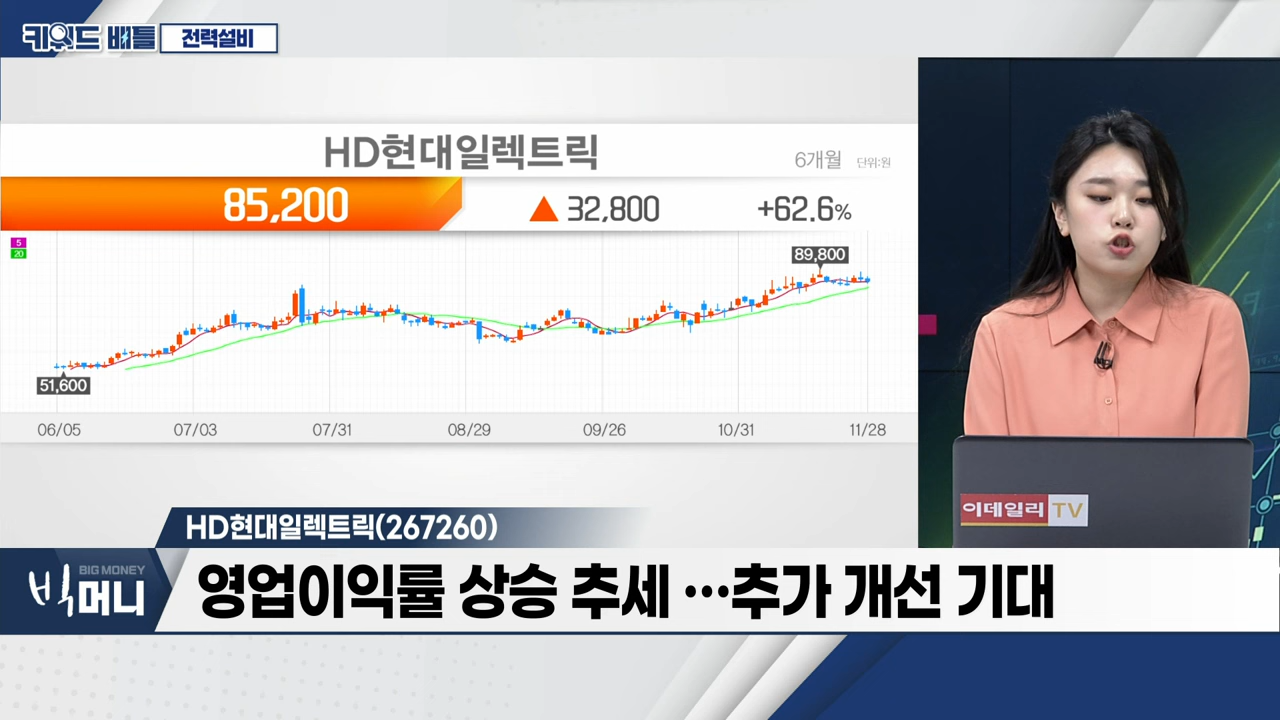 키워드 배틀 전력설비
HD현대일렉트릭
6개월 단위:원
85,200 ▲ 32,800 +62.6%
5
20
89,800
51,600
06/05 07/03 07/31 08/29 09/26 10/31 11/28
이데일리TV
HD현대일렉트릭(267260)
BIG MONEY
빅머니
영업이익률 상승 추세…추가 개선 기대